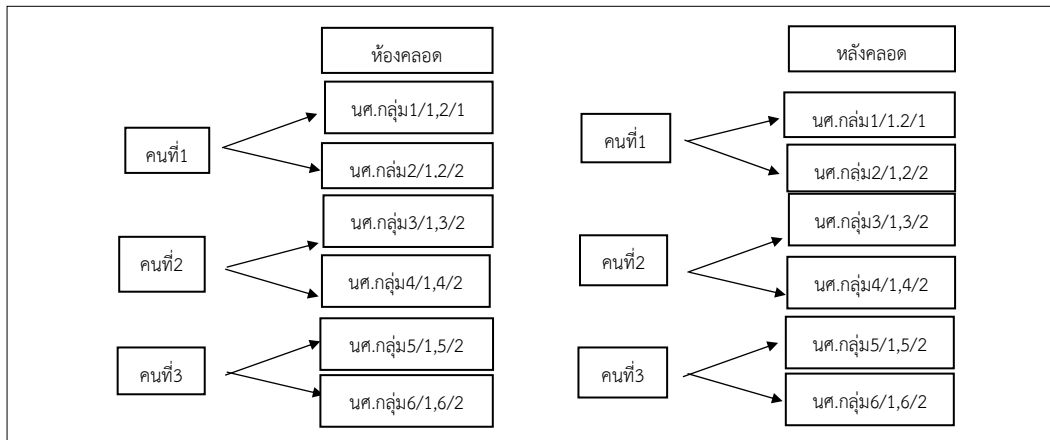 ห้องคลอด
นศ.กลุ่ม1/1,2/1
คนที่1
นศ.กลุ่ม2/1,2/2
นศ.กลุ่ม3/1,3/2
คนที่2
นศ.กลุ่ม4/1,4/2
นศ.กลุ่ม5/1,5/2
คนที่3
นศ.กลุ่ม6/1,6/2
หลังคลอด
นศ.กลุ่ม1/1.2/1
คนที่1
นศ.กลุ่ม2/1,2/2
นศ.กลุ่ม3/1,3/2
คนที่2
นศ.กลุ่ม4/1,4/2
นศ.กลุ่ม5/1,5/2
คนที่3
นศ.กลุ่ม6/1,6/2